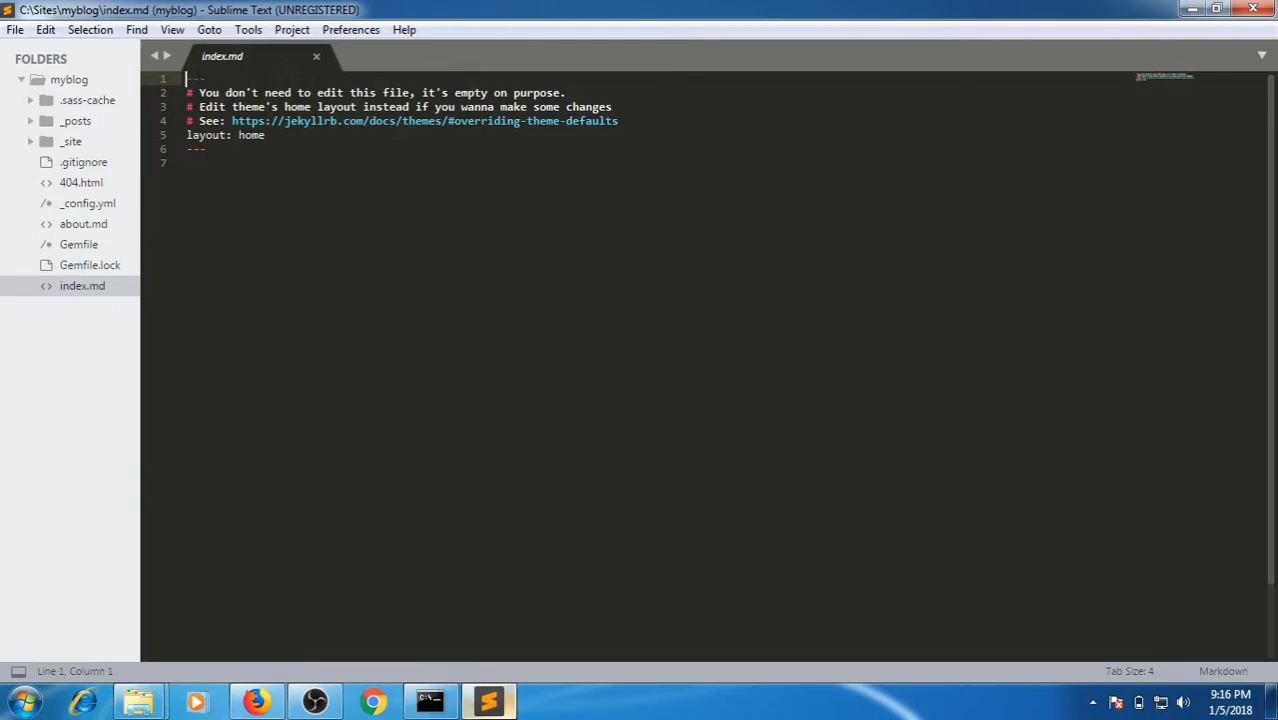 C:\Sites\myblog\index.md (myblog) - Sublime Text (UNREGISTERED)
File Edit Selection Find View Goto Tools Project Preferences Help
FOLDERS
myblog
.sass-cache
_posts
_site
.gitignore
404.html
_config.yml
about.md
Gemfile
Gemfile.lock
index.md
index.md
1 ---
2 # You don't need to edit this file, it's empty on purpose.
3 # Edit theme's home layout instead if you wanna make some changes
4 # See: https://jekyllrb.com/docs/themes/#overriding-theme-defaults
5 layout: home
6 ---
7
Line 1, Column 1
Tab Size: 4
Markdown
9:16 PM
1/5/2018